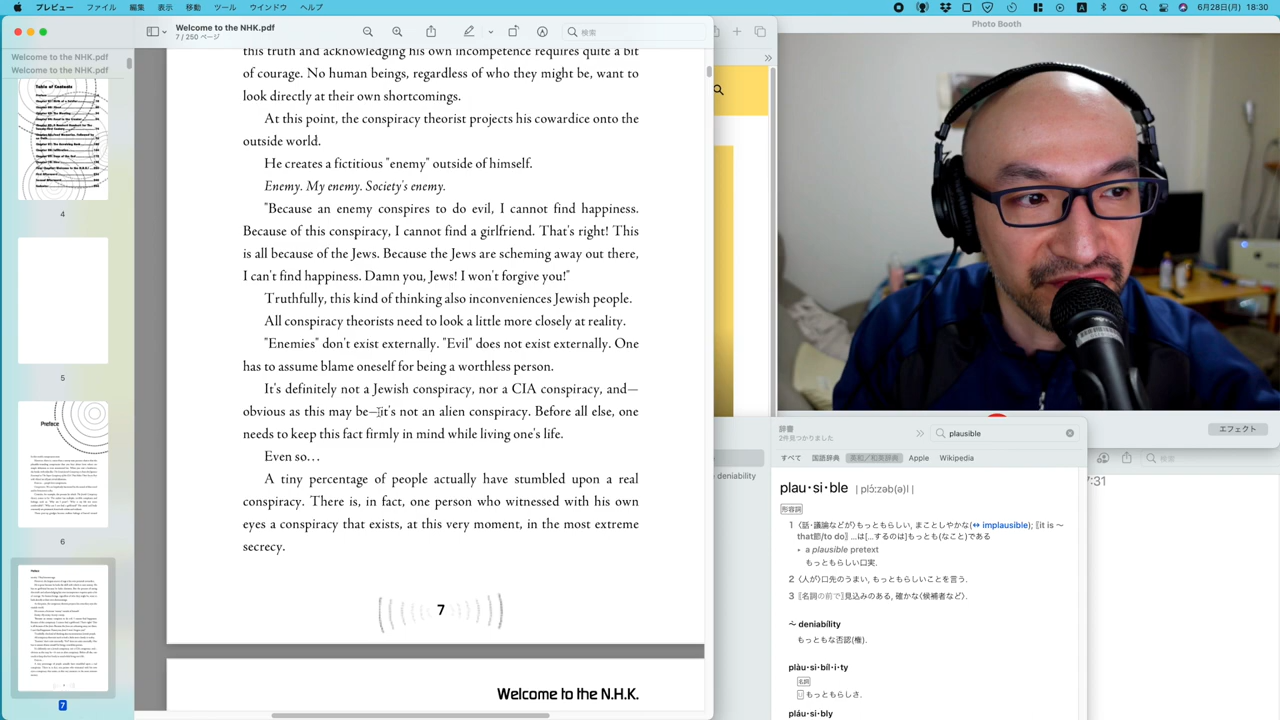 プレビュー ファイル 編集 表示 移動 ツール ウインドウ ヘルプ
6月28日(月) 18:30
Welcome to the NHK.pdf
7 / 250 ページ
検索
Photo Booth
Welcome to the NHK.pdf
Welcome to the NHK.pdf
Table of Contents
4
5
Preface
6
7
this truth and acknowledging his own incompetence requires quite a bit
of courage. No human beings, regardless of who they might be, want to
look directly at their own shortcomings.
At this point, the conspiracy theorist projects his cowardice onto the
outside world.
He creates a fictitious "enemy" outside of himself.
Enemy. My enemy. Society's enemy.
"Because an enemy conspires to do evil, I cannot find happiness.
Because of this conspiracy, I cannot find a girlfriend. That's right! This
is all because of the Jews. Because the Jews are scheming away out there,
I can't find happiness. Damn you, Jews! I won't forgive you!"
Truthfully, this kind of thinking also inconveniences Jewish people.
All conspiracy theorists need to look a little more closely at reality.
"Enemies" don't exist externally. "Evil" does not exist externally. One
has to assume blame oneself for being a worthless person.
It's definitely not a Jewish conspiracy, nor a CIA conspiracy, and—
obvious as this may be—it's not an alien conspiracy. Before all else, one
needs to keep this fact firmly in mind while living one's life.
Even so…
A tiny percentage of people actually has stumbled upon a real
conspiracy. There is, in fact, one person who witnessed with his own
eyes a conspiracy that exists, at this very moment, in the most extreme
secrecy.
7
Welcome to the N.H.K.
エフェクト
辞書
2件見つかりました
plausible
すべて 国語辞典 英和/和英辞典 Apple Wikipedia
検索
deniability
7:31
plau·si·ble | plɔ́ːzəb(ə)l |
形容詞
1 〈話・議論などが〉もっともらしい, まことしやかな(↔ implausible); 〖it is ～
that節/to do〗…は[…するのは]もっとも(なこと)である
▸ a plausible pretext
もっともらしい口実.
2 〈人が〉口先のうまい, もっともらしいことを言う.
3 〖名詞の前で〗見込みのある, 確かな〈候補者など〉.
～ deniabílity
もっともな否認(権).
plàu·si·bíl·i·ty
名詞
U もっともらしさ.
pláu·si·bly